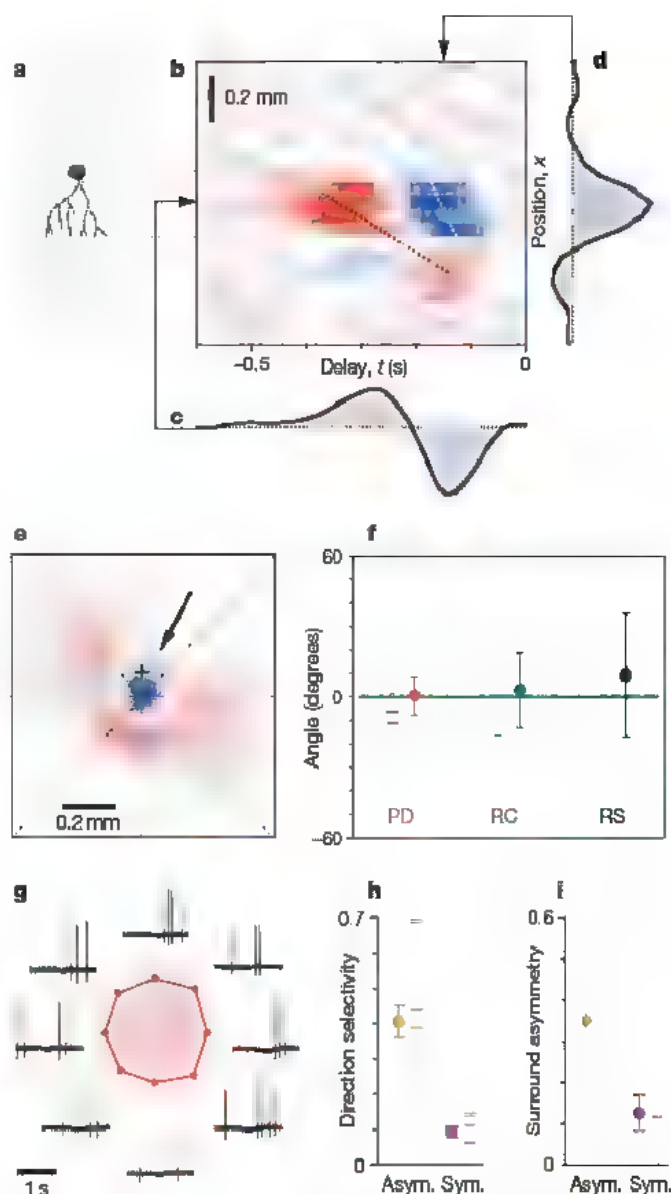 a
b
d
0.2 mm
Position, x
-0.5
Delay, t (s)
0
c
e
f
60
Angle (degrees)
0
-60
PD
RC
RS
0.2 mm
g
h
i
0.7
Direction selectivity
0
Asym. Sym.
0.6
Surround asymmetry
0
Asym. Sym.
1 s